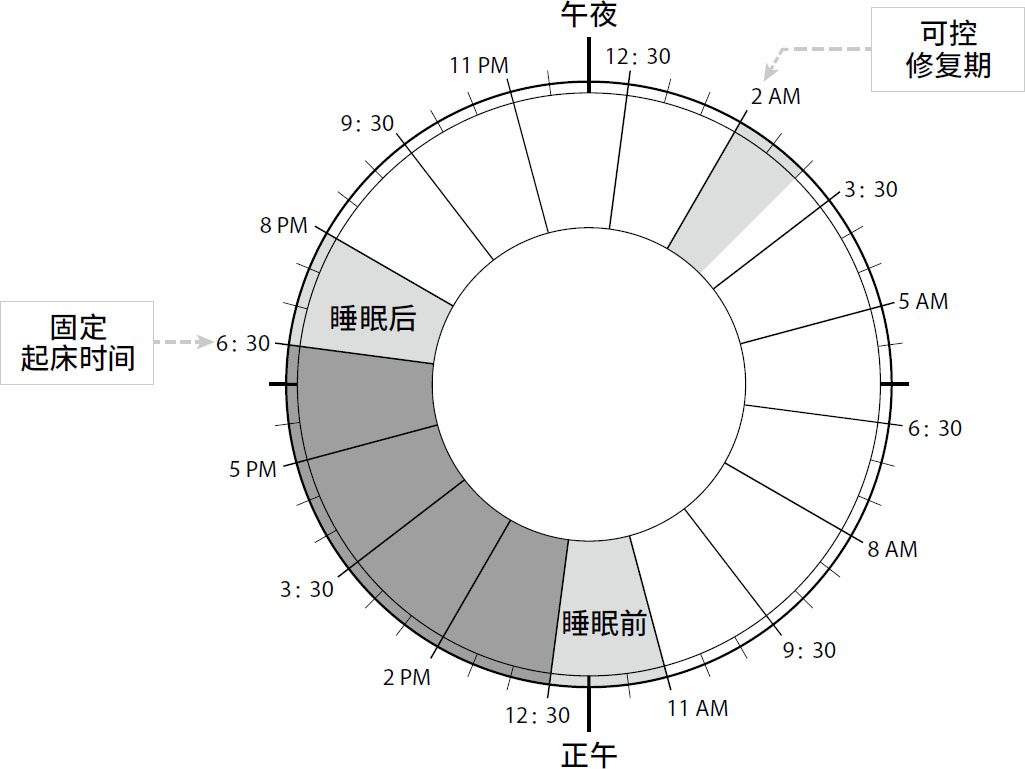 午夜
可控
修复期
11 PM
12: 30
2 AM
9: 30
3: 30
8 PM
5 AM
睡眠后
固定
起床时间
6: 30
6: 30
5 PM
8 AM
3: 30
睡眠前
9: 30
2 PM
12: 30
11 AM
正午